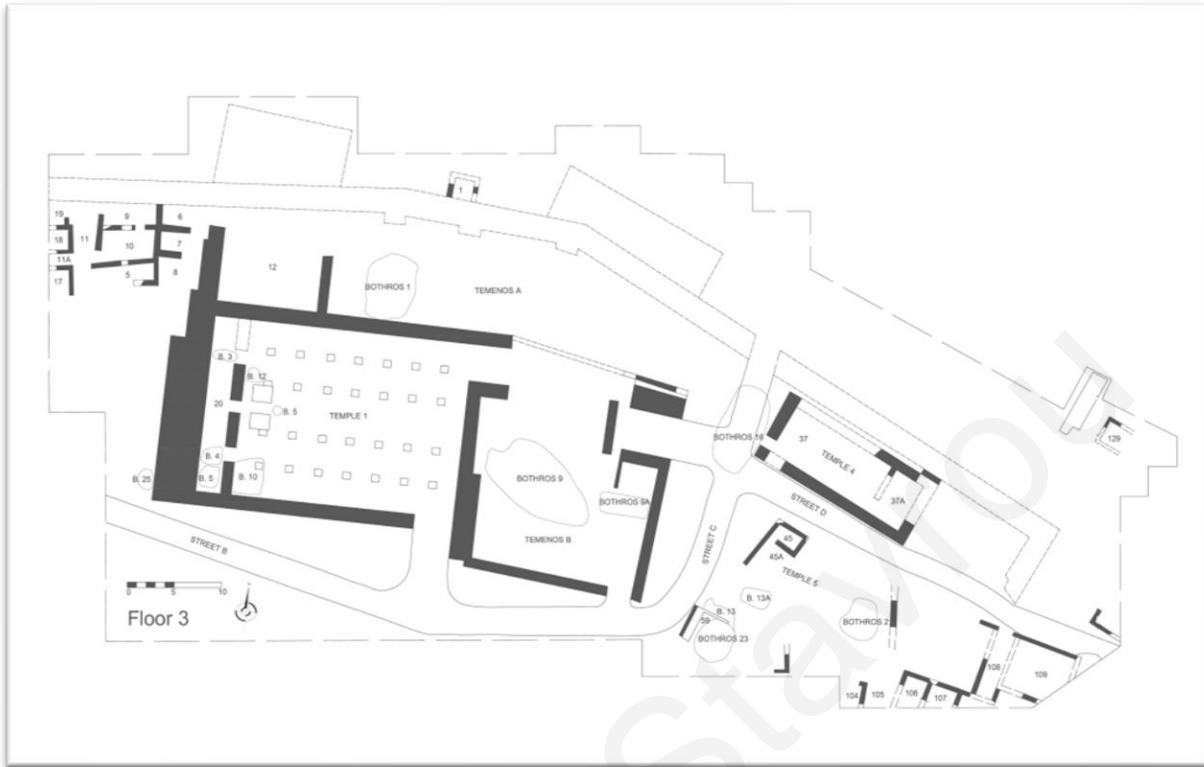 1
19
9
6
18
11
10
7
11A
5
8
17
12
BOTHROS 1
TEMENOS A
B. 3
B. 12
20
B. 5
TEMPLE 1
B. 4
B. 5
B. 10
B. 25
BOTHROS 9
BOTHROS 9A
TEMENOS B
BOTHROS 16
37
TEMPLE 4
37A
129
STREET B
STREET C
STREET D
45
45A
TEMPLE 5
B. 13A
B. 13
59
BOTHROS 23
BOTHROS 2
108
109
104
105
106
107
0 5 10
Floor 3
Stavrou